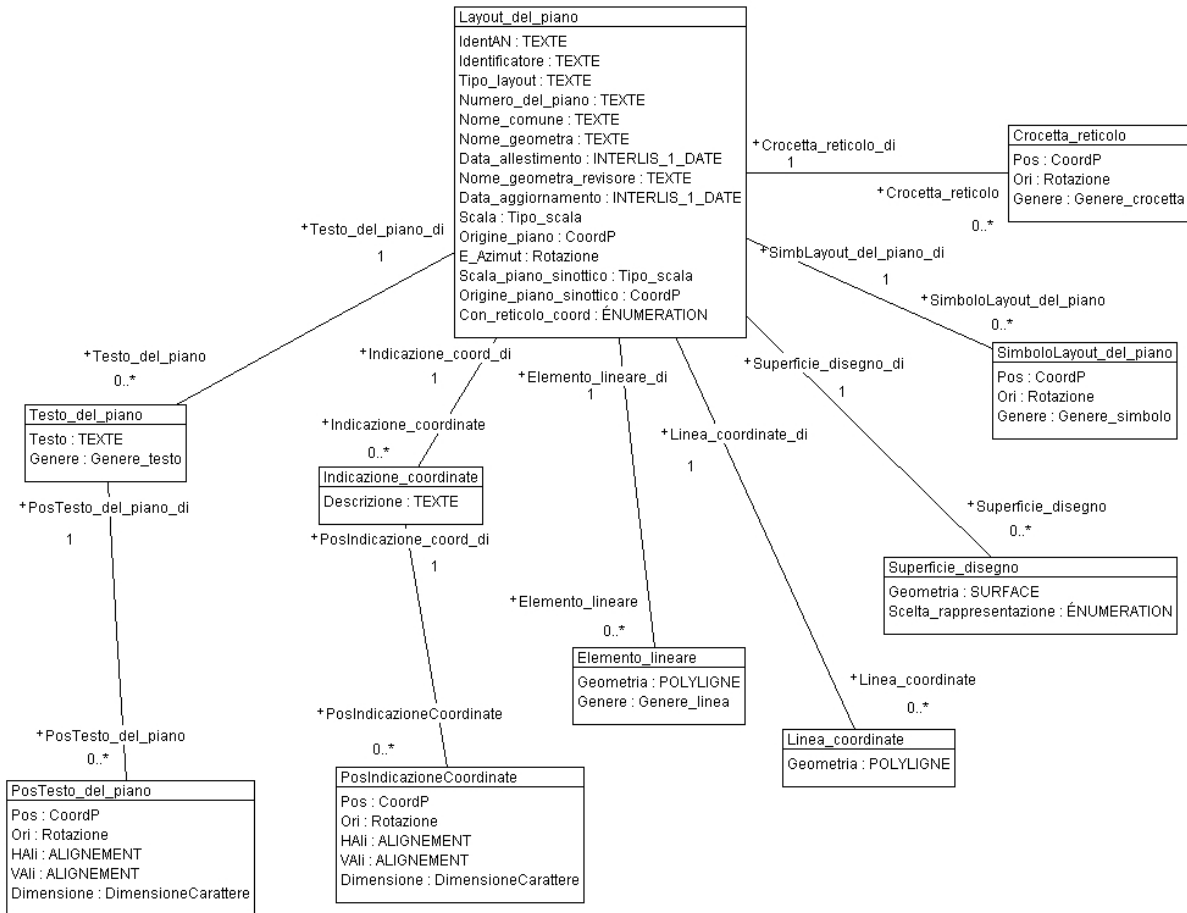 Layout_del_piano
IdentAN : TEXTE
Identificatore : TEXTE
Tipo_layout : TEXTE
Numero_del_piano : TEXTE
Nome_comune : TEXTE
Nome_geometra : TEXTE
Data_allestimento : INTERLIS_1_DATE
Nome_geometra_revisore : TEXTE
Data_aggiornamento : INTERLIS_1_DATE
Scala : Tipo_scala
Origine_piano : CoordP
E_Azimut : Rotazione
Scala_piano_sinottico : Tipo_scala
Origine_piano_sinottico : CoordP
Con_reticolo_coord : ÉNUMERATION
+Crocetta_reticolo_di
1
+Crocetta_reticolo
0..*
Crocetta_reticolo
Pos : CoordP
Ori : Rotazione
Genere : Genere_crocetta
+SimbLayout_del_piano_di
1
+SimboloLayout_del_piano
0..*
SimboloLayout_del_piano
Pos : CoordP
Ori : Rotazione
Genere : Genere_simbolo
+Testo_del_piano_di
1
+Testo_del_piano
0..*
Testo_del_piano
Testo : TEXTE
Genere : Genere_testo
+PosTesto_del_piano_di
1
+PosTesto_del_piano
0..*
PosTesto_del_piano
Pos : CoordP
Ori : Rotazione
HAli : ALIGNEMENT
VAli : ALIGNEMENT
Dimensione : DimensioneCarattere
+Indicazione_coord_di
1
+Indicazione_coordinate
0..*
Indicazione_coordinate
Descrizione : TEXTE
+PosIndicazione_coord_di
1
+PosIndicazioneCoordinate
0..*
PosIndicazioneCoordinate
Pos : CoordP
Ori : Rotazione
HAli : ALIGNEMENT
VAli : ALIGNEMENT
Dimensione : DimensioneCarattere
+Elemento_lineare_di
1
+Elemento_lineare
0..*
Elemento_lineare
Geometria : POLYLIGNE
Genere : Genere_linea
+Linea_coordinate_di
1
+Linea_coordinate
0..*
Linea_coordinate
Geometria : POLYLIGNE
+Superficie_disegno_di
1
+Superficie_disegno
0..*
Superficie_disegno
Geometria : SURFACE
Scelta_rappresentazione : ÉNUMERATION